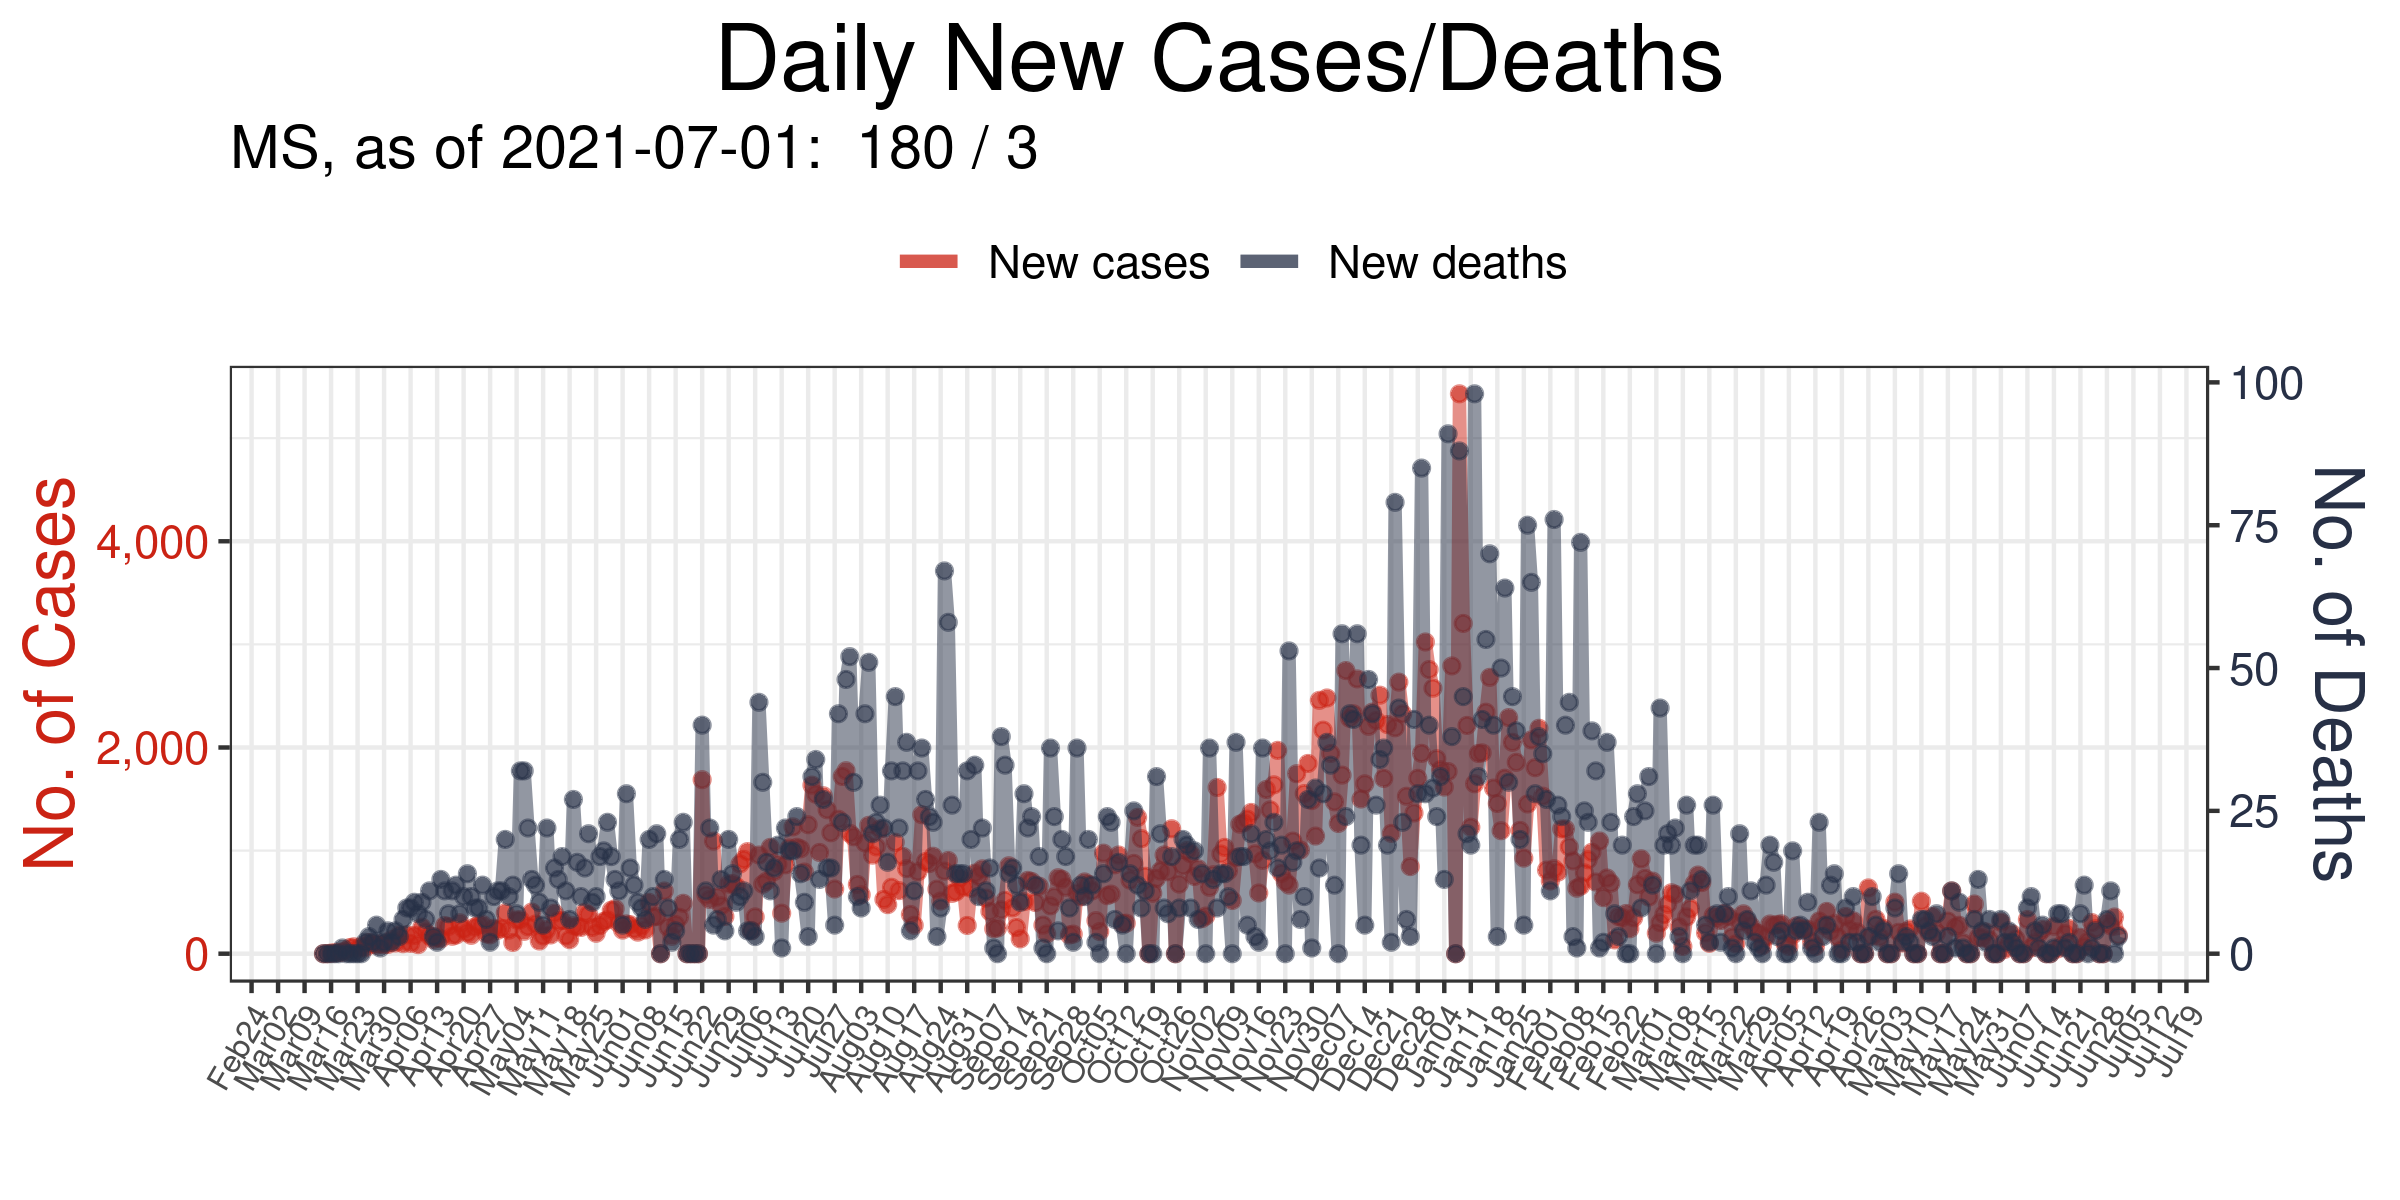 Daily New Cases/Deaths
MS, as of 2021-07-01:  180 / 3
New cases
New deaths
No. of Cases
4,000
2,000
0
100
75
50
25
0
No. of Deaths
Feb24
Mar02
Mar09
Mar16
Mar23
Mar30
Apr06
Apr13
Apr20
Apr27
May04
May11
May18
May25
Jun01
Jun08
Jun15
Jun22
Jun29
Jul06
Jul13
Jul20
Jul27
Aug03
Aug10
Aug17
Aug24
Aug31
Sep07
Sep14
Sep21
Sep28
Oct05
Oct12
Oct19
Oct26
Nov02
Nov09
Nov16
Nov23
Nov30
Dec07
Dec14
Dec21
Dec28
Jan04
Jan11
Jan18
Jan25
Feb01
Feb08
Feb15
Feb22
Mar01
Mar08
Mar15
Mar22
Mar29
Apr05
Apr12
Apr19
Apr26
May03
May10
May17
May24
May31
Jun07
Jun14
Jun21
Jun28
Jul05
Jul12
Jul19